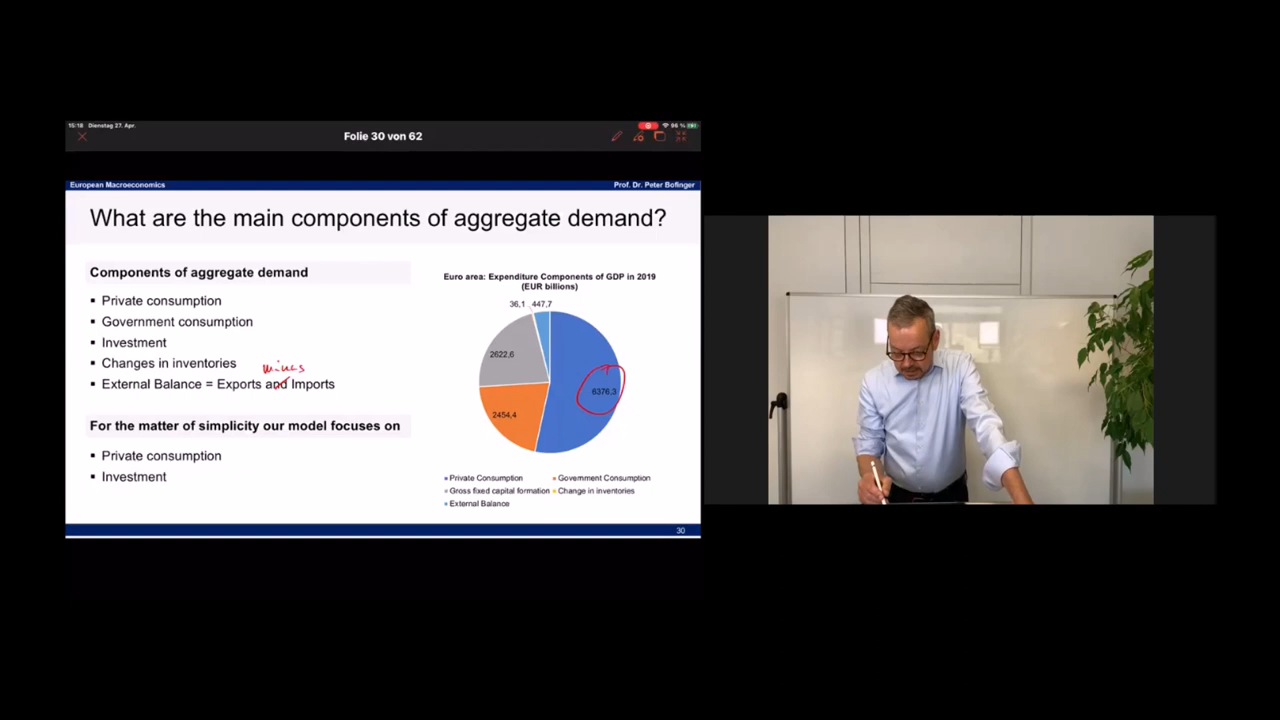 15:18 Dienstag 27. Apr.
96 %
Folie 30 von 62
European Macroeconomics
Prof. Dr. Peter Bofinger
What are the main components of aggregate demand?
Components of aggregate demand
▪ Private consumption
▪ Government consumption
▪ Investment
▪ Changes in inventories
minus
▪ External Balance = Exports and Imports
For the matter of simplicity our model focuses on
▪ Private consumption
▪ Investment
Euro area: Expenditure Components of GDP in 2019
(EUR billions)
36,1
447,7
2622,6
6376,3
2454,4
Private Consumption
Government Consumption
Gross fixed capital formation
Change in inventories
External Balance
30